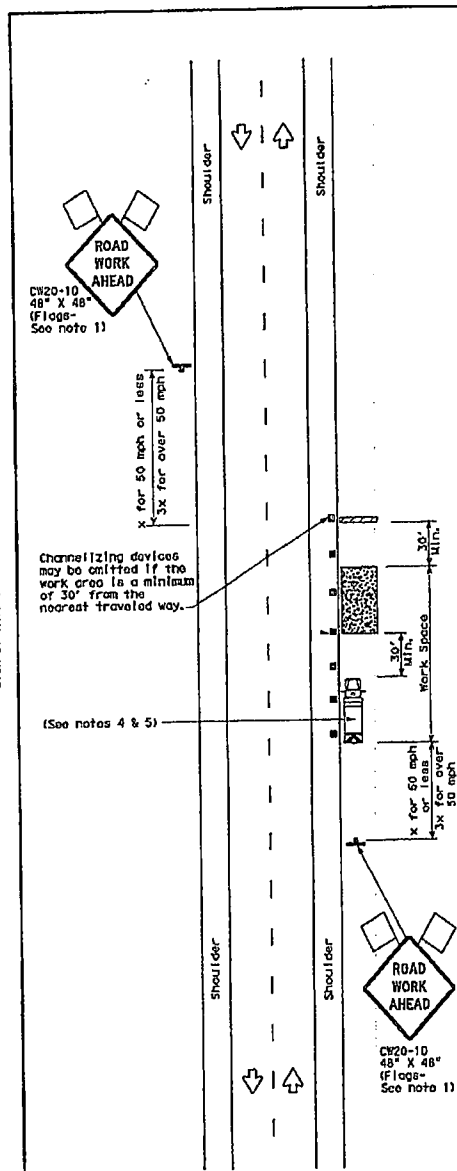 Shoulder
Shoulder
ROAD
WORK
AHEAD
CW20-1D
48" X 48"
(Flags-
See note 1)
x for 50 mph or less
3x for over 50 mph
Channelizing devices
may be omitted if the
work area is a minimum
of 30' from the
nearest traveled way.
30'
Min.
30'
Min.
Work Space
(See notes 4 & 5)
x for 50 mph
or less
3x for over
50 mph
Shoulder
Shoulder
ROAD
WORK
AHEAD
CW20-1D
48" X 48"
(Flags-
See note 1)